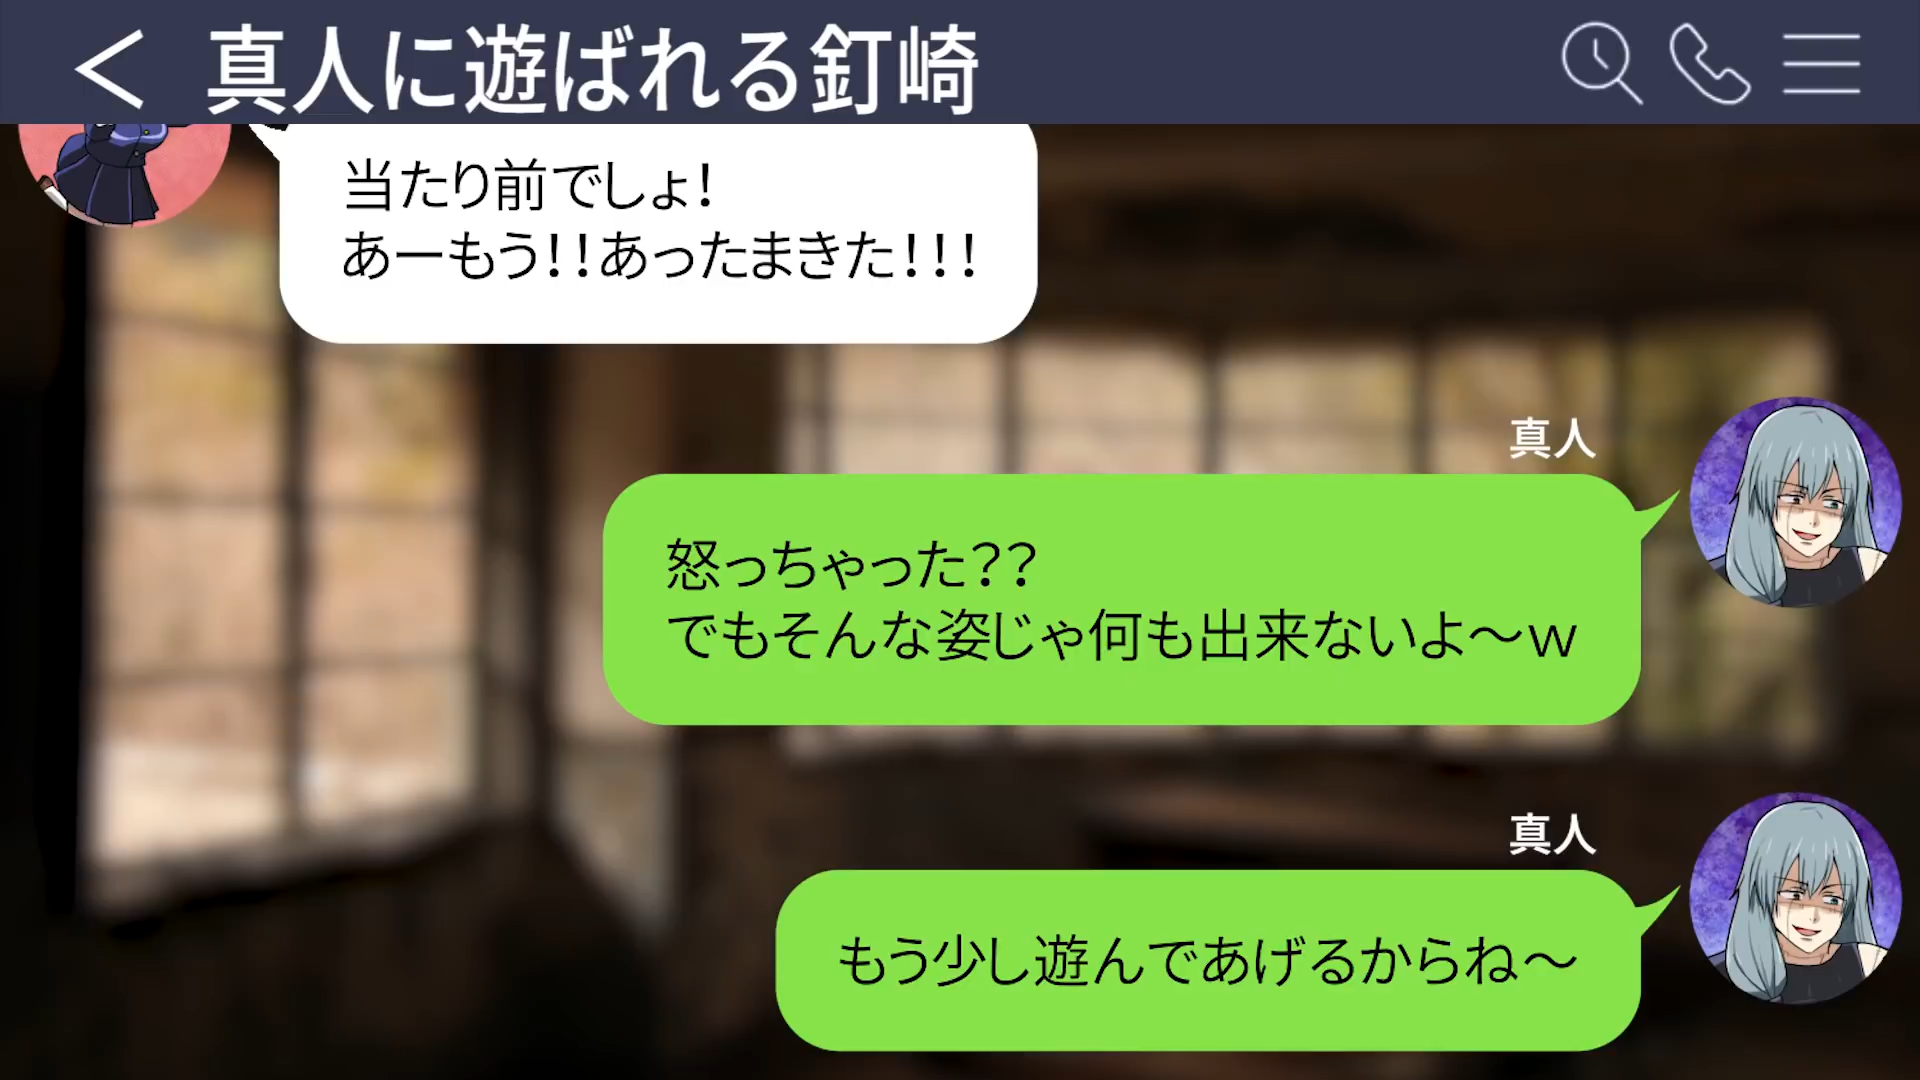 真人に遊ばれる釘崎
当たり前でしょ！
あーもう！！あったまきた！！！
真人
怒っちゃった？？
でもそんな姿じゃ何も出来ないよ～w
真人
もう少し遊んであげるからね～